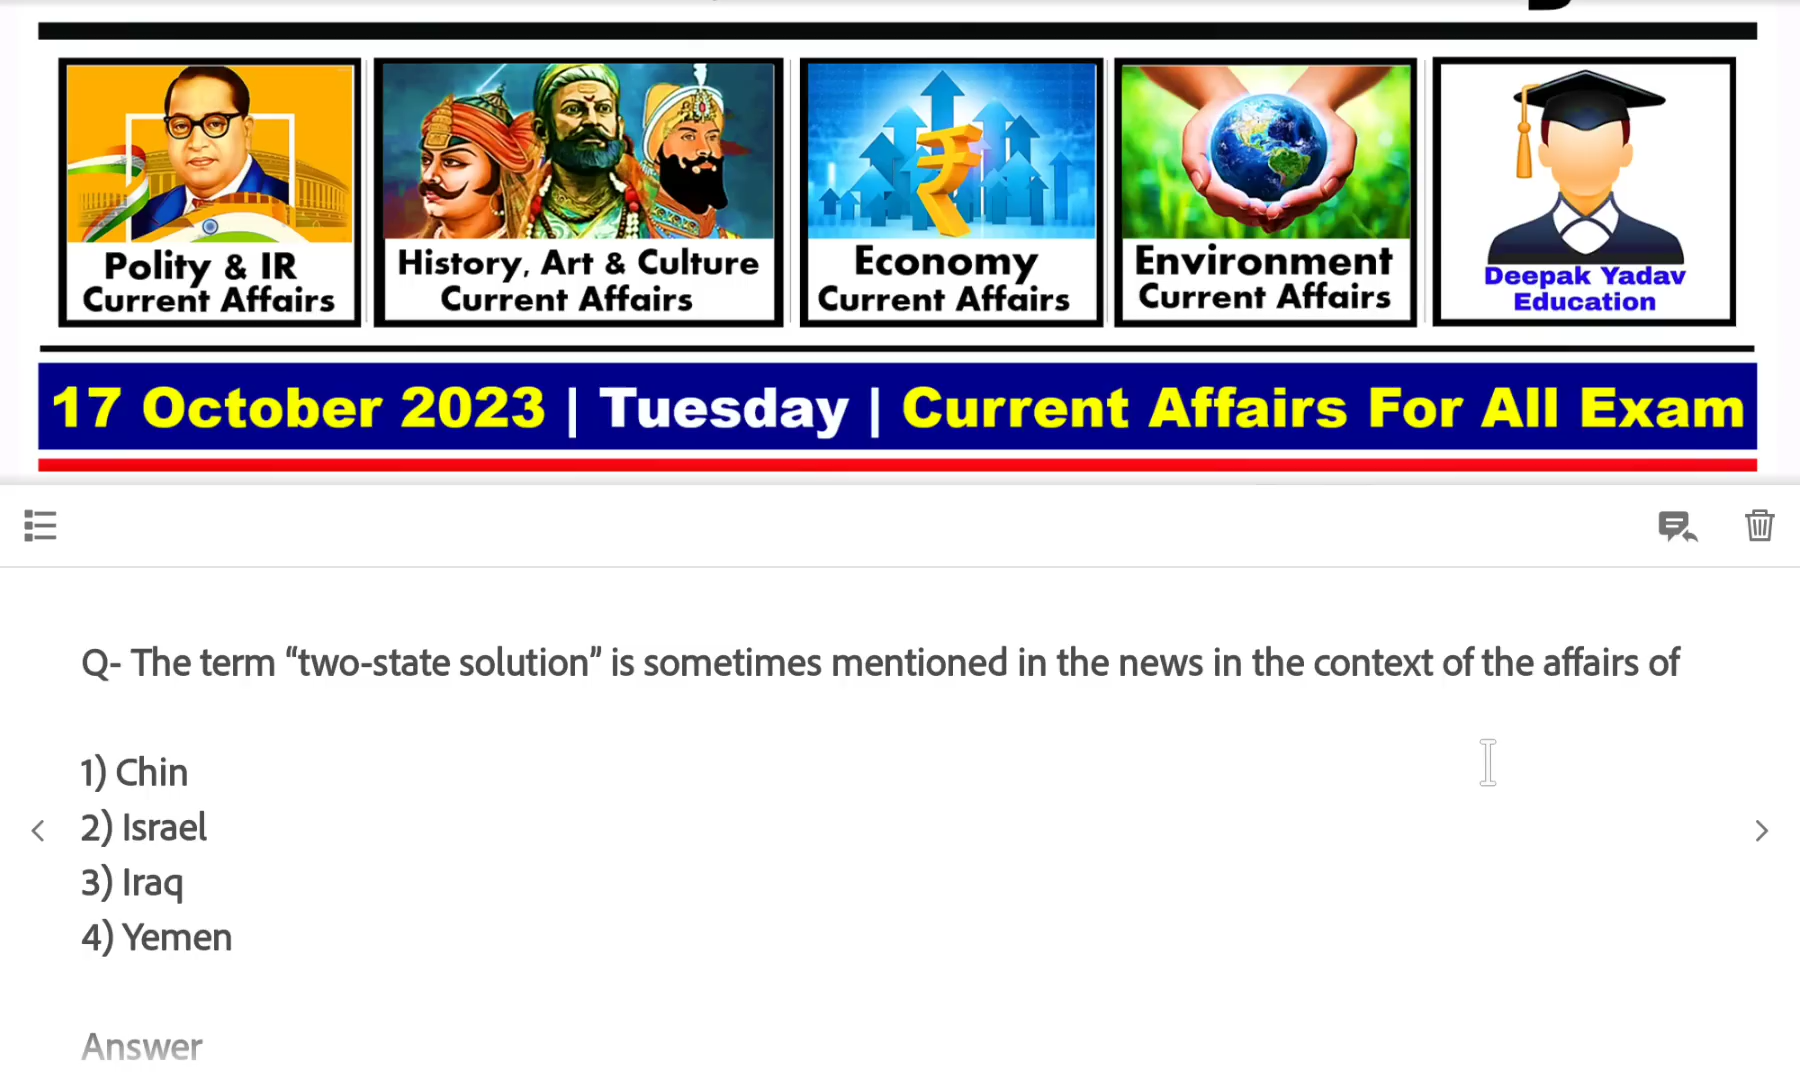 Polity & IR
Current Affairs
History, Art & Culture
Current Affairs
Economy
Current Affairs
Environment
Current Affairs
Deepak Yadav
Education
17 October 2023 | Tuesday | Current Affairs For All Exam
Q- The term “two-state solution” is sometimes mentioned in the news in the context of the affairs of
1) Chin
2) Israel
3) Iraq
4) Yemen
Answer